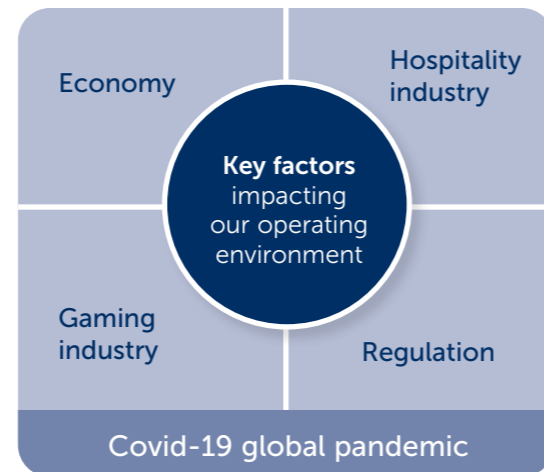 Economy
Hospitality
industry
Key factors
impacting
our operating
environment
Gaming
industry
Regulation
Covid-19 global pandemic